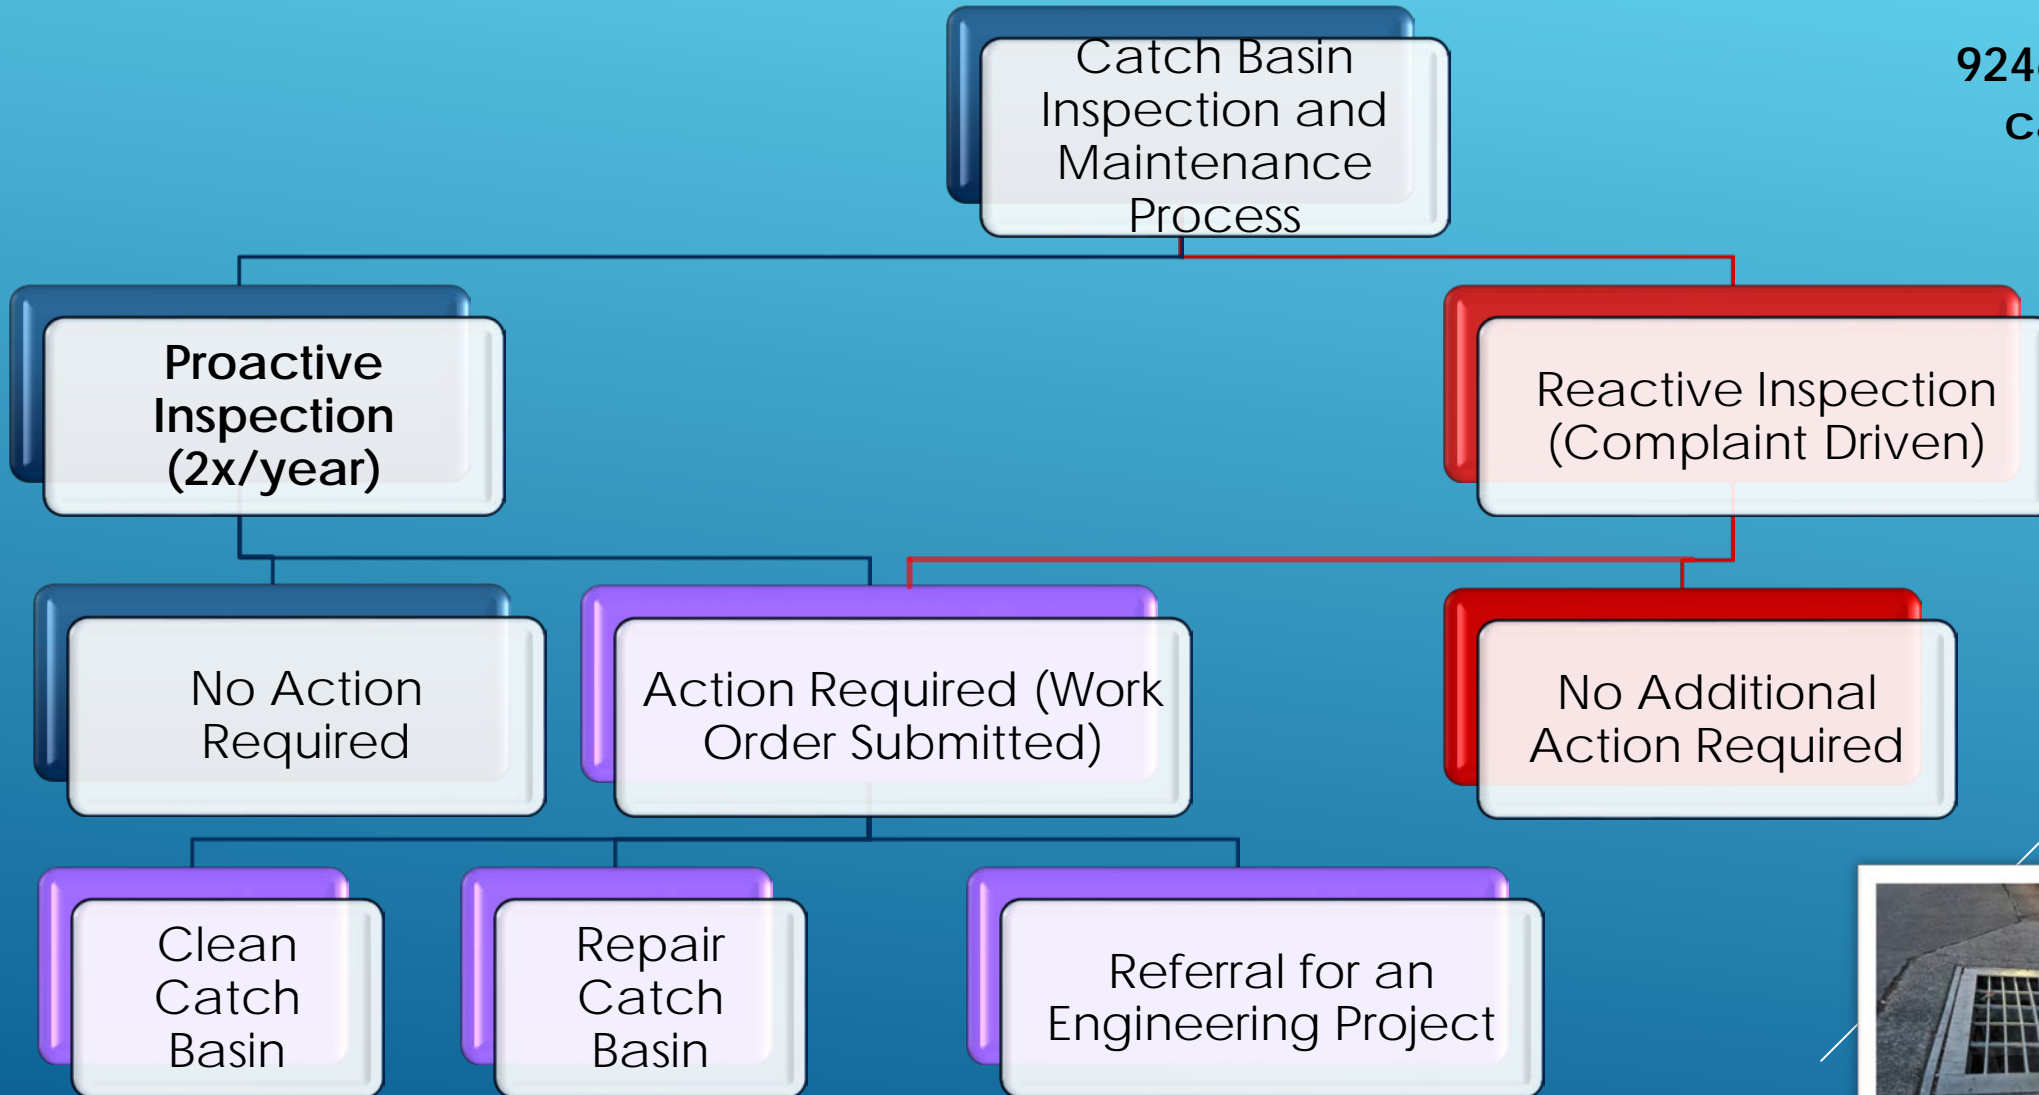 Catch Basin
Inspection and
Maintenance
Process
Proactive
Inspection
(2x/year)
Reactive Inspection
(Complaint Driven)
No Action
Required
Action Required (Work
Order Submitted)
No Additional
Action Required
Clean
Catch
Basin
Repair
Catch
Basin
Referral for an
Engineering Project